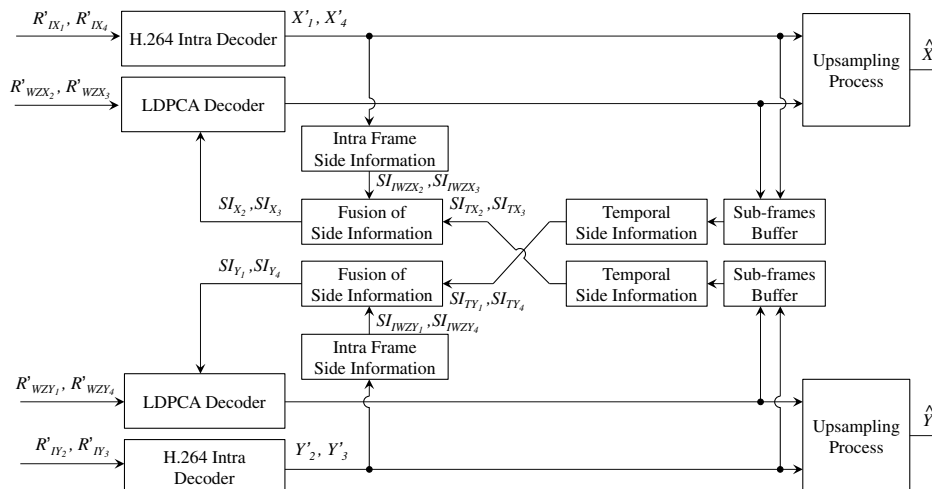 R'IX1, R'IX4
H.264 Intra Decoder
X'1, X'4
Upsampling
Process
X̂
R'WZX2, R'WZX3
LDPCA Decoder
Intra Frame
Side Information
SIIWZX2 ,SIIWZX3
SIX2 ,SIX3
Fusion of
Side Information
SITX2 ,SITX3
Temporal
Side Information
Sub-frames
Buffer
SIY1 ,SIY4
Fusion of
Side Information
SITY1 ,SITY4
Temporal
Side Information
Sub-frames
Buffer
SIIWZY1 ,SIIWZY4
Intra Frame
Side Information
R'WZY1, R'WZY4
LDPCA Decoder
Upsampling
Process
Ŷ
R'IY2, R'IY3
H.264 Intra
Decoder
Y'2, Y'3